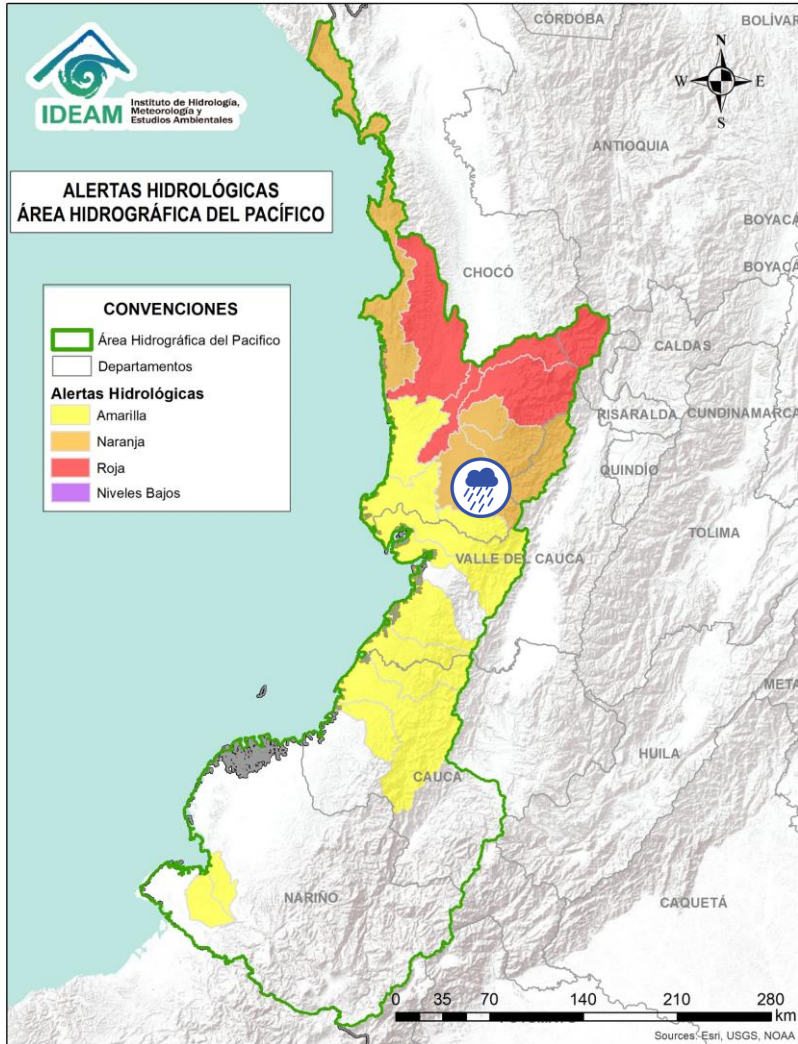 CÓRDOBA
BOLÍVAR
IDEAM
Instituto de Hidrología,
Meteorología y
Estudios Ambientales
N
W
E
S
ANTIOQUIA
ALERTAS HIDROLÓGICAS
ÁREA HIDROGRÁFICA DEL PACÍFICO
BOYACÁ
CHOCÓ
BOYACÁ
CONVENCIONES
Área Hidrográfica del Pacífico
Departamentos
Alertas Hidrológicas
Amarilla
Naranja
Roja
Niveles Bajos
CALDAS
RISARALDA
CUNDINAMARCA
QUINDÍO
TOLIMA
VALLE DEL CAUCA
META
HUILA
CAUCA
NARIÑO
CAQUETÁ
0 35 70 140 210 280
km
Sources: Esri, USGS, NOAA